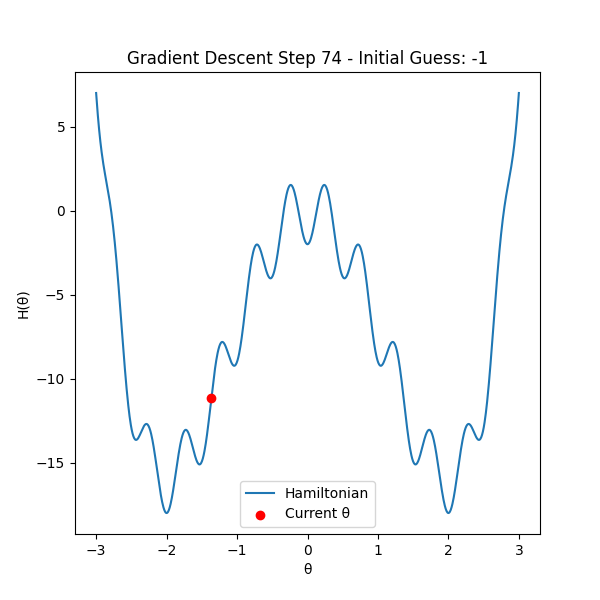 Gradient Descent Step 74 - Initial Guess: -1
H(θ)
5
0
−5
−10
−15
Hamiltonian
Current θ
−3
−2
−1
0
1
2
3
θ